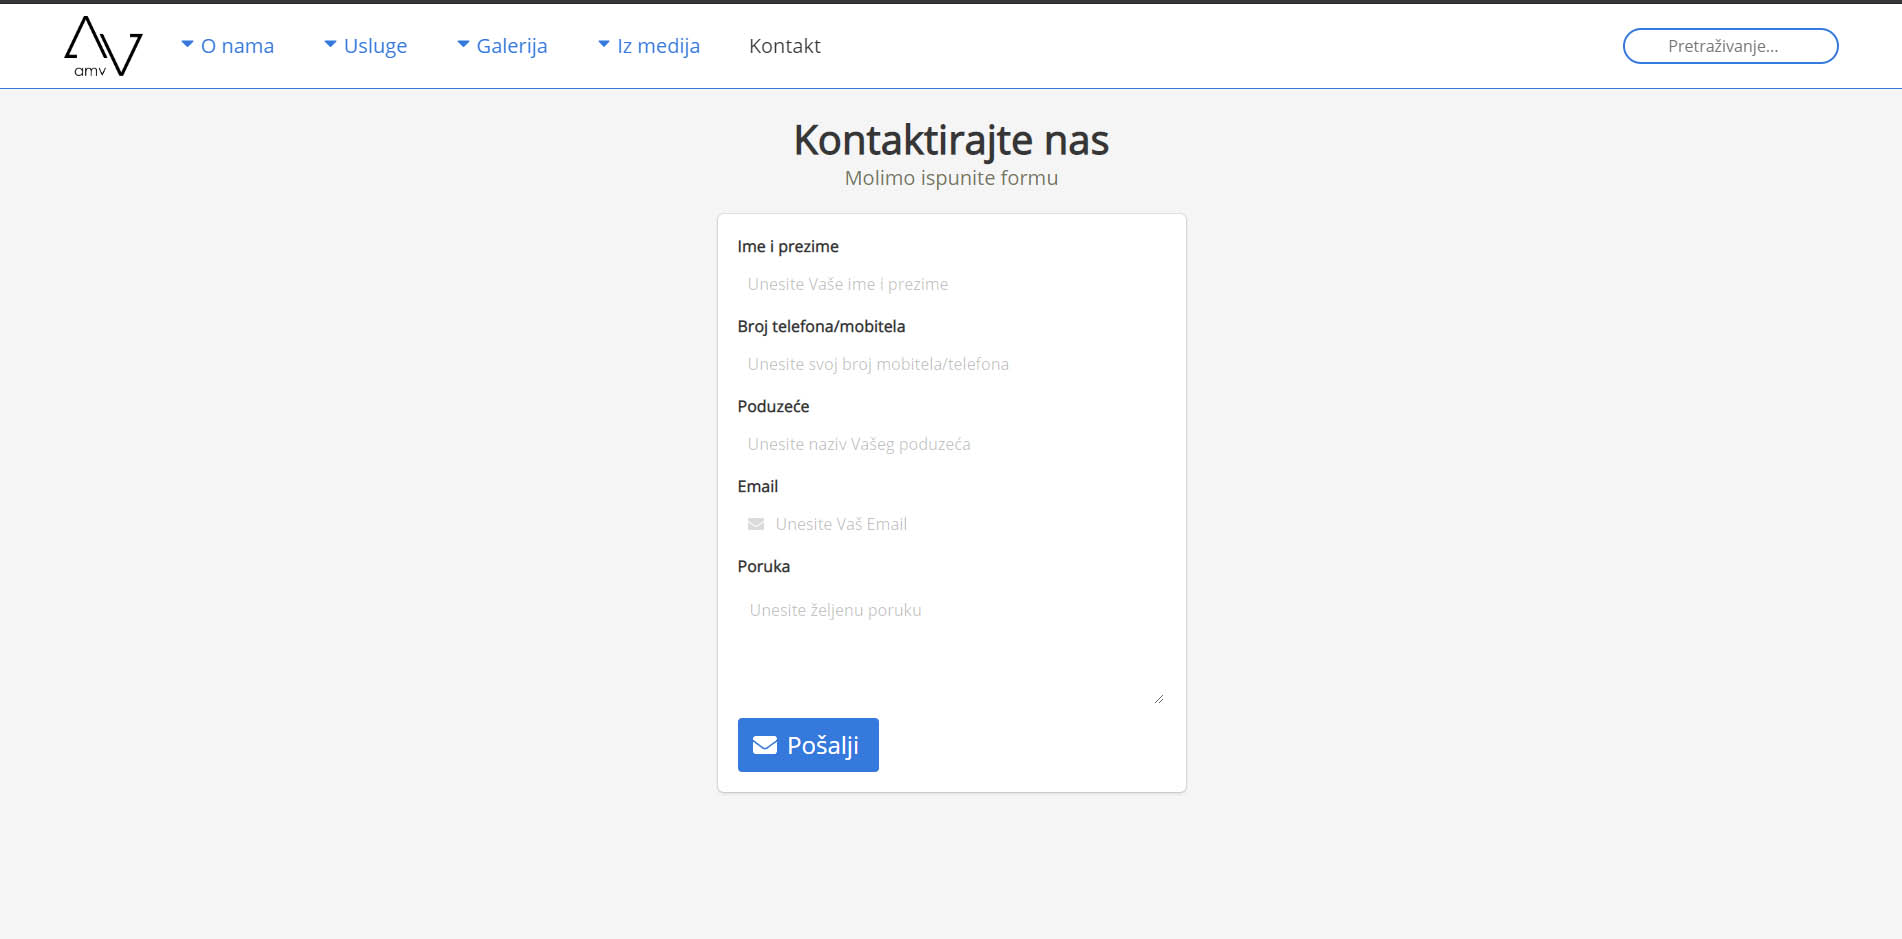 amv
O nama
Usluge
Galerija
Iz medija
Kontakt
Pretraživanje...
Kontaktirajte nas
Molimo ispunite formu
Ime i prezime
Unesite Vaše ime i prezime
Broj telefona/mobitela
Unesite svoj broj mobitela/telefona
Poduzeće
Unesite naziv Vašeg poduzeća
Email
Unesite Vaš Email
Poruka
Unesite željenu poruku
Pošalji